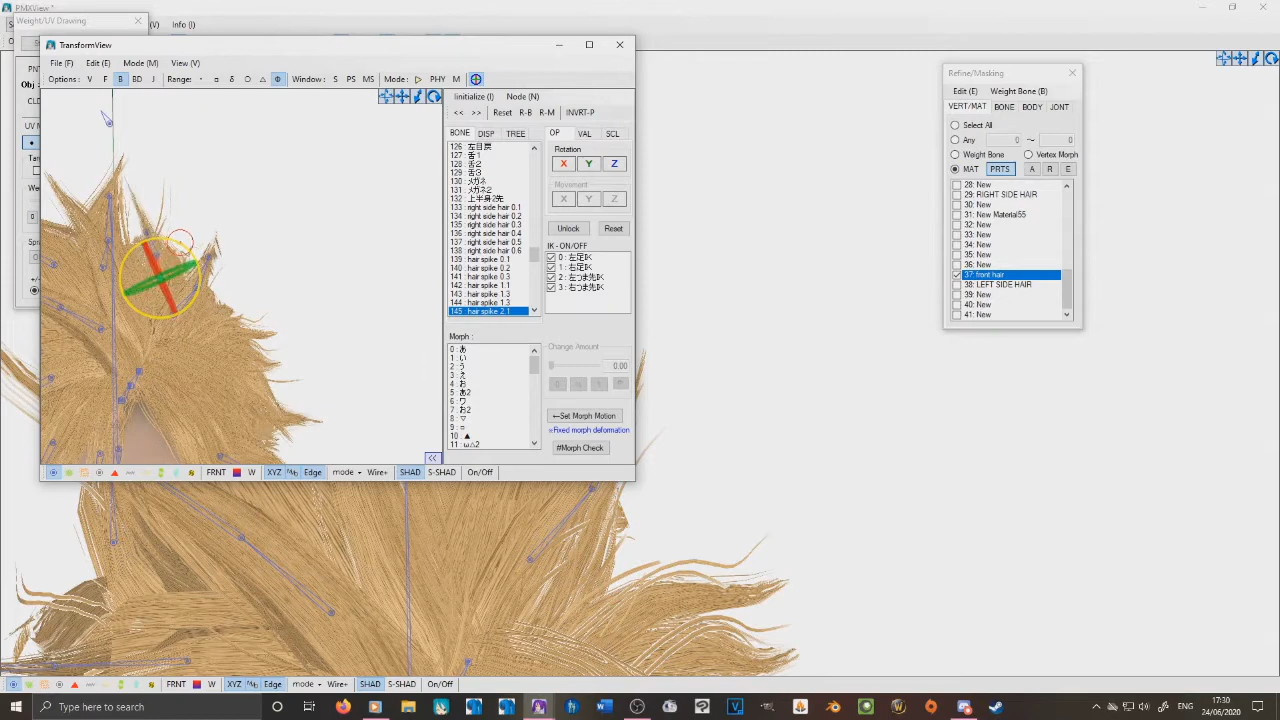 PMXView *
Weight/UV Drawing
(V) Info (I)
TransformView
File (F) Edit (E) Mode (M) View (V)
Options: V F B BD J Range: Window: S PS MS Mode: PHY M
Initialize (I) Node (N)
<< >> Reset R-B R-M INVRT-P
BONE DISP TREE OP VAL SCL
126 : 左目戻
127 : 舌1
128 : 舌2
129 : 舌3
130 : メガネ
131 : メガネ2
132 : 上半身2先
133 : right side hair 0.1
134 : right side hair 0.2
135 : right side hair 0.3
136 : right side hair 0.4
137 : right side hair 0.5
138 : right side hair 0.6
139 : hair spike 0.1
140 : hair spike 0.2
141 : hair spike 0.3
142 : hair spike 1.1
143 : hair spike 1.3
144 : hair spike 1.3
145 : hair spike 2.1
Rotation
X Y Z
Movement
X Y Z
Unlock Reset
IK - ON/OFF
0 : 左足IK
1 : 右足IK
2 : 左つま先IK
3 : 右つま先IK
Morph :
0 : あ
1 : い
2 : う
3 : え
4 : お
5 : あ2
6 : ワ
7 : お2
8 : ▽
9 : □
10 : ▲
11 : ω△2
Change Amount
0.00
←Set Morph Motion
※Fixed morph deformation
#Morph Check
FRNT W XYZ Edge mode Wire+ SHAD S-SHAD On/Off
Refine/Masking
Edit (E) Weight Bone (B)
VERT/MAT BONE BODY JONT
Select All
Any 0 ～ 0
Weight Bone Vertex Morph
MAT PRTS A R E
28: New
29: RIGHT SIDE HAIR
30: New
31: New Material55
32: New
33: New
34: New
35: New
36: New
37: front hair
38: LEFT SIDE HAIR
39: New
40: New
41: New
FRNT W XYZ Edge mode Wire+ SHAD S-SHAD On/Off
Type here to search
ENG
17:30
24/06/2020